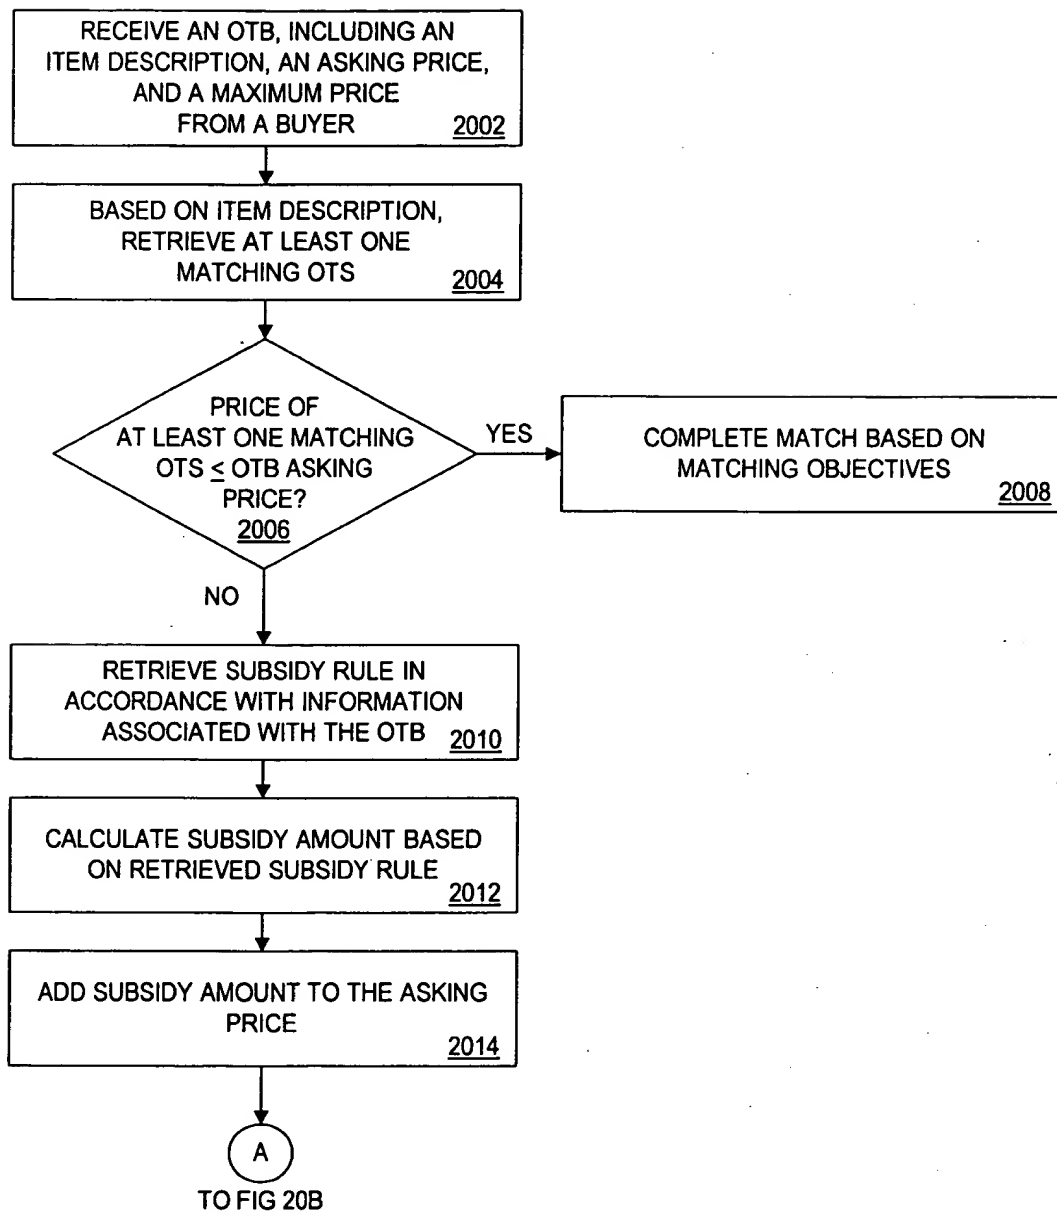 RECEIVE AN OTB, INCLUDING AN
ITEM DESCRIPTION, AN ASKING PRICE,
AND A MAXIMUM PRICE
FROM A BUYER 2002
BASED ON ITEM DESCRIPTION,
RETRIEVE AT LEAST ONE
MATCHING OTS 2004
PRICE OF
AT LEAST ONE MATCHING
OTS ≤ OTB ASKING
PRICE?
2006
YES
COMPLETE MATCH BASED ON
MATCHING OBJECTIVES
2008
NO
RETRIEVE SUBSIDY RULE IN
ACCORDANCE WITH INFORMATION
ASSOCIATED WITH THE OTB 2010
CALCULATE SUBSIDY AMOUNT BASED
ON RETRIEVED SUBSIDY RULE
2012
ADD SUBSIDY AMOUNT TO THE ASKING
PRICE
2014
A
TO FIG 20B